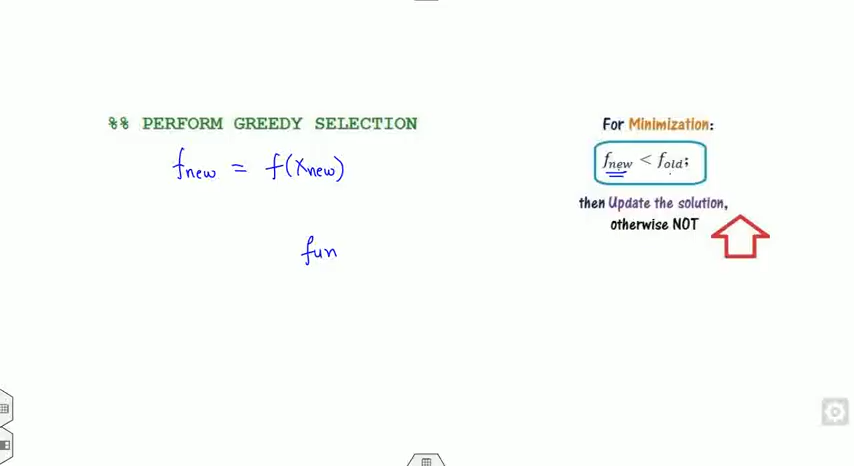 %% PERFORM GREEDY SELECTION
fnew = f(xnew)
fun
For Minimization:
fnew < fold;
then Update the solution,
otherwise NOT